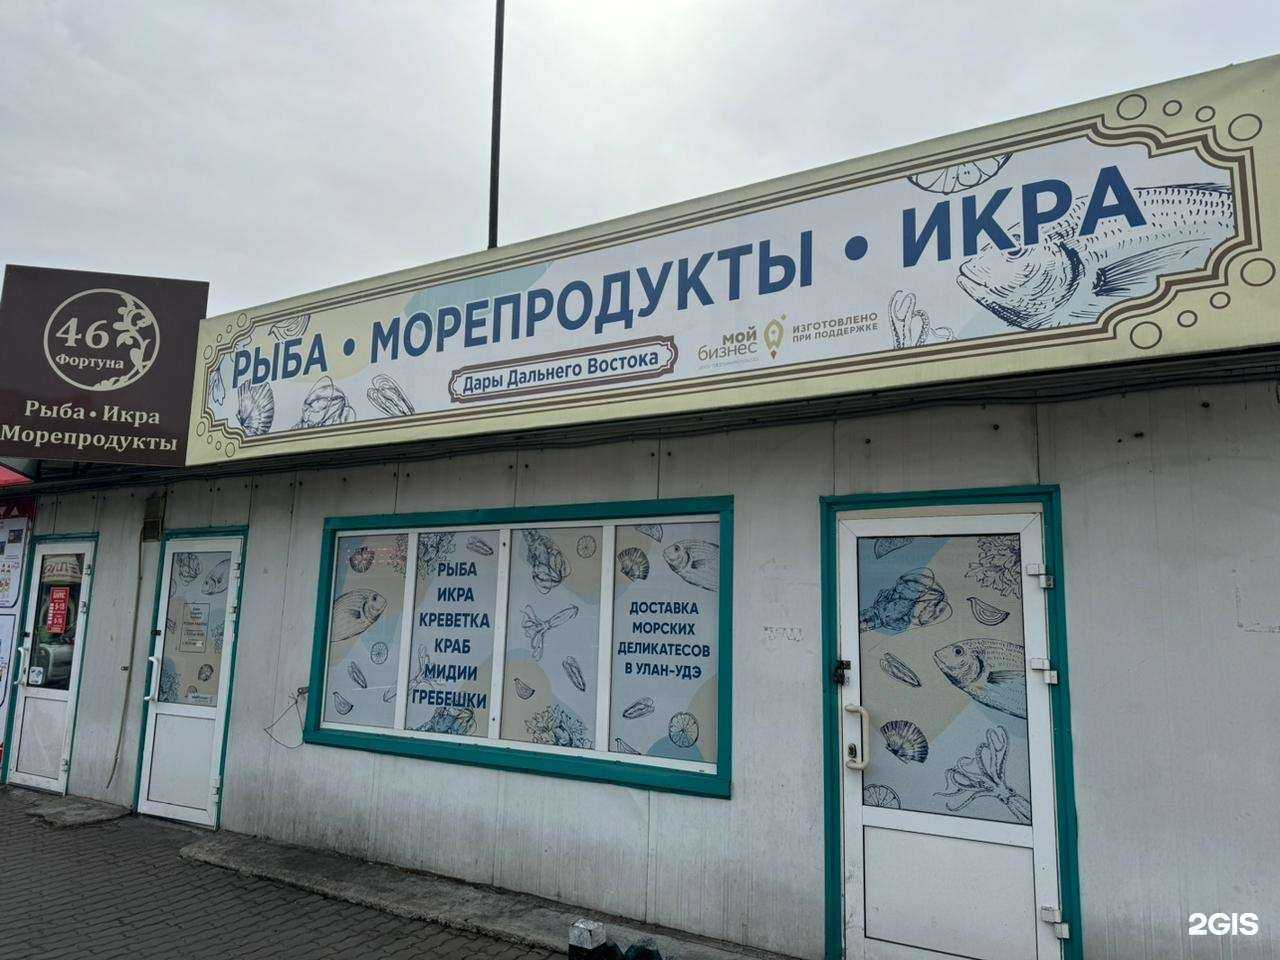 46
Фортуна
Рыба • Икра
Морепродукты
РЫБА • МОРЕПРОДУКТЫ • ИКРА
Дары Дальнего Востока
МОЙ
бизнес
ИЗГОТОВЛЕНО
ПРИ ПОДДЕРЖКЕ
РЫБА
ИКРА
КРЕВЕТКА
КРАБ
МИДИИ
ГРЕБЕШКИ
ДОСТАВКА
МОРСКИХ
ДЕЛИКАТЕСОВ
В УЛАН-УДЭ
2GIS